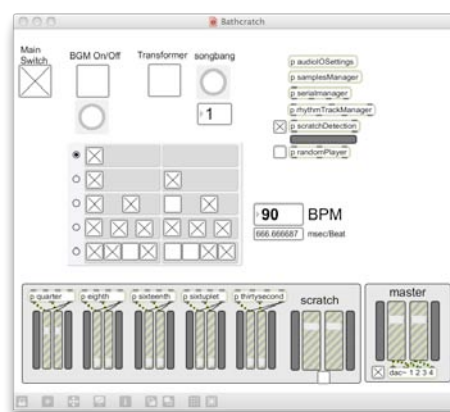 Bathcratch
Main Switch
BGM On/Off
Transformer
songbang
1
p audioIOSettings
p samplesManager
p serialmanager
p rhythmTrackManager
p scratchDetection
p randomPlayer
90 BPM
666.666687 msec/Beat
p quarter
p eighth
p sixteenth
p sixtuplet
p thirtysecond
scratch
master
dac~ 1 2 3 4